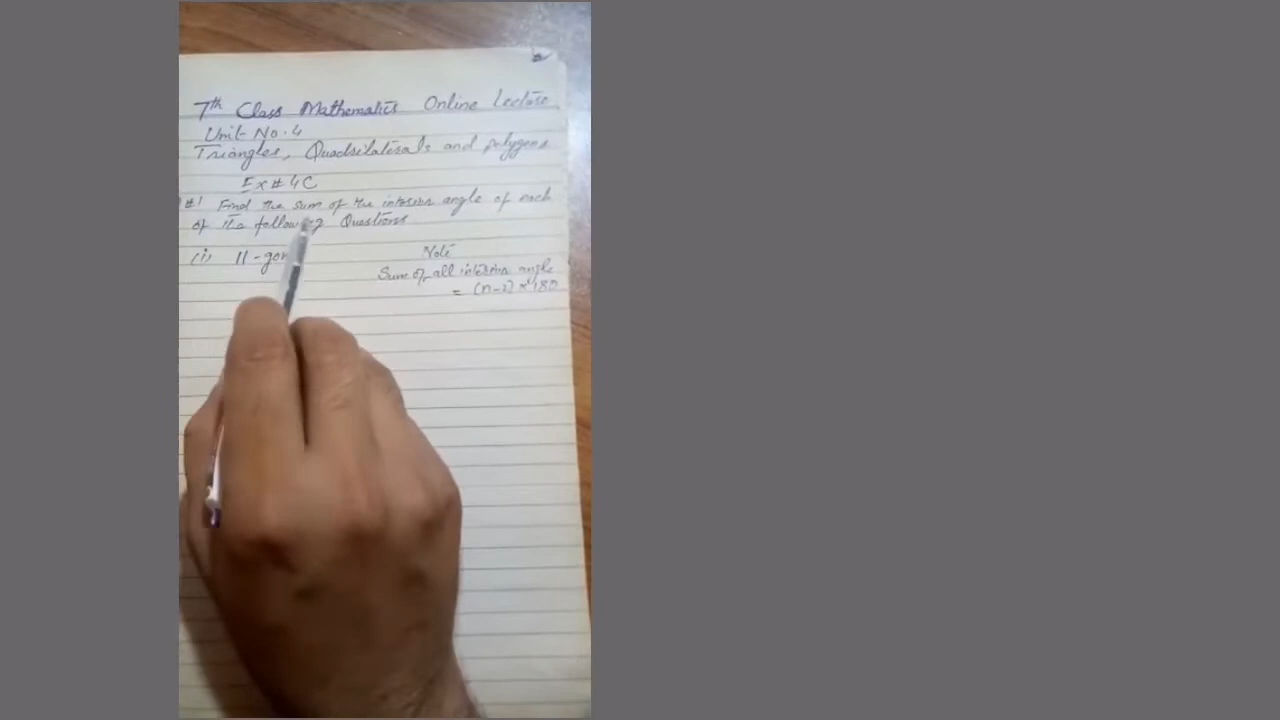 7th Class Mathematics Online Lecture
Unit No. 4
Triangles, Quadrilaterals and polygons
Ex # 4C
#1 Find the sum of the interior angle of each
of the following Questions
(i) 11-gon
Note
Sum of all interior angle
= (n-2) × 180